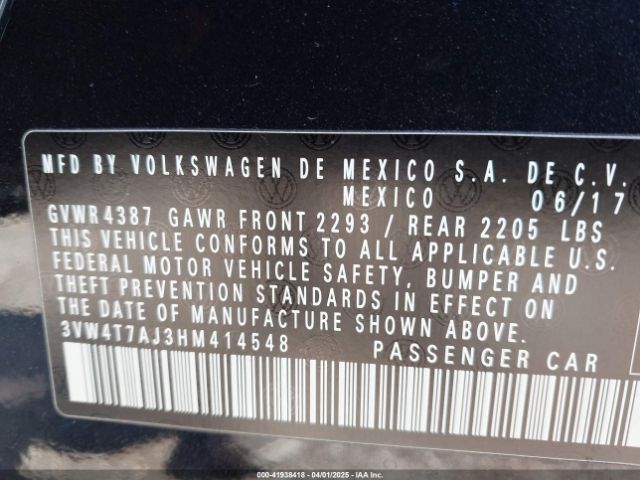 MFD BY VOLKSWAGEN DE MEXICO S.A. DE C.V.
MEXICO 06/17
GVWR 4387 GAWR FRONT 2293 / REAR 2205 LBS
THIS VEHICLE CONFORMS TO ALL APPLICABLE U.S.
FEDERAL MOTOR VEHICLE SAFETY, BUMPER AND
THEFT PREVENTION STANDARDS IN EFFECT ON
THE DATE OF MANUFACTURE SHOWN ABOVE.
3VW4T7AJ3HM414548 PASSENGER CAR
000-41938418 - 04/01/2025 - IAA Inc.